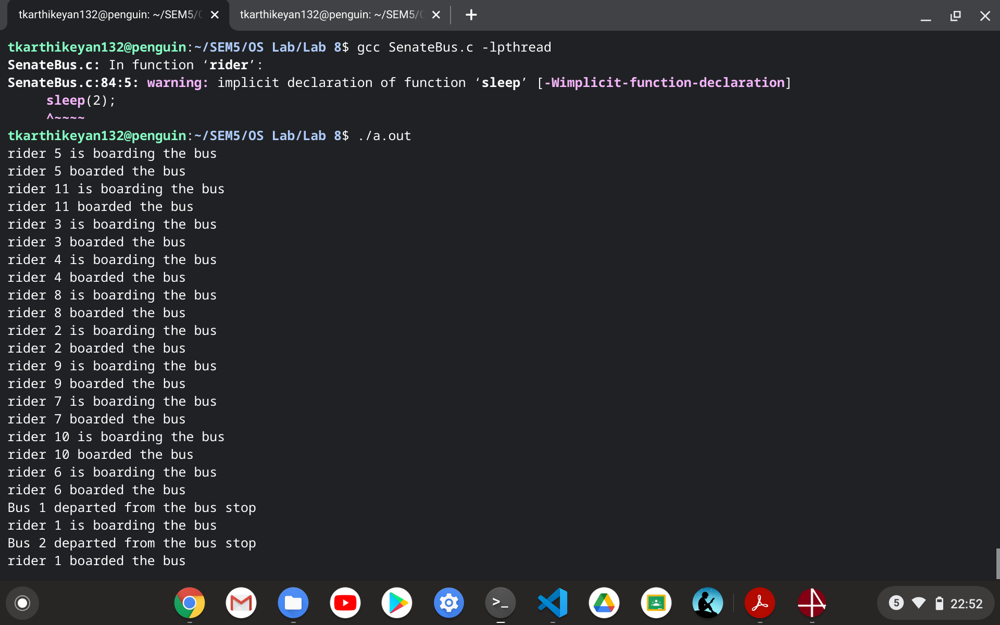 tkarthikeyan132@penguin: ~/SEM5/
tkarthikeyan132@penguin: ~/SEM5/
tkarthikeyan132@penguin:~/SEM5/OS Lab/Lab 8$ gcc SenateBus.c -lpthread
SenateBus.c: In function ‘rider’:
SenateBus.c:84:5: warning: implicit declaration of function ‘sleep’ [-Wimplicit-function-declaration]
     sleep(2);
     ^~~~~
tkarthikeyan132@penguin:~/SEM5/OS Lab/Lab 8$ ./a.out
rider 5 is boarding the bus
rider 5 boarded the bus
rider 11 is boarding the bus
rider 11 boarded the bus
rider 3 is boarding the bus
rider 3 boarded the bus
rider 4 is boarding the bus
rider 4 boarded the bus
rider 8 is boarding the bus
rider 8 boarded the bus
rider 2 is boarding the bus
rider 2 boarded the bus
rider 9 is boarding the bus
rider 9 boarded the bus
rider 7 is boarding the bus
rider 7 boarded the bus
rider 10 is boarding the bus
rider 10 boarded the bus
rider 6 is boarding the bus
rider 6 boarded the bus
Bus 1 departed from the bus stop
rider 1 is boarding the bus
Bus 2 departed from the bus stop
rider 1 boarded the bus
5 22:52